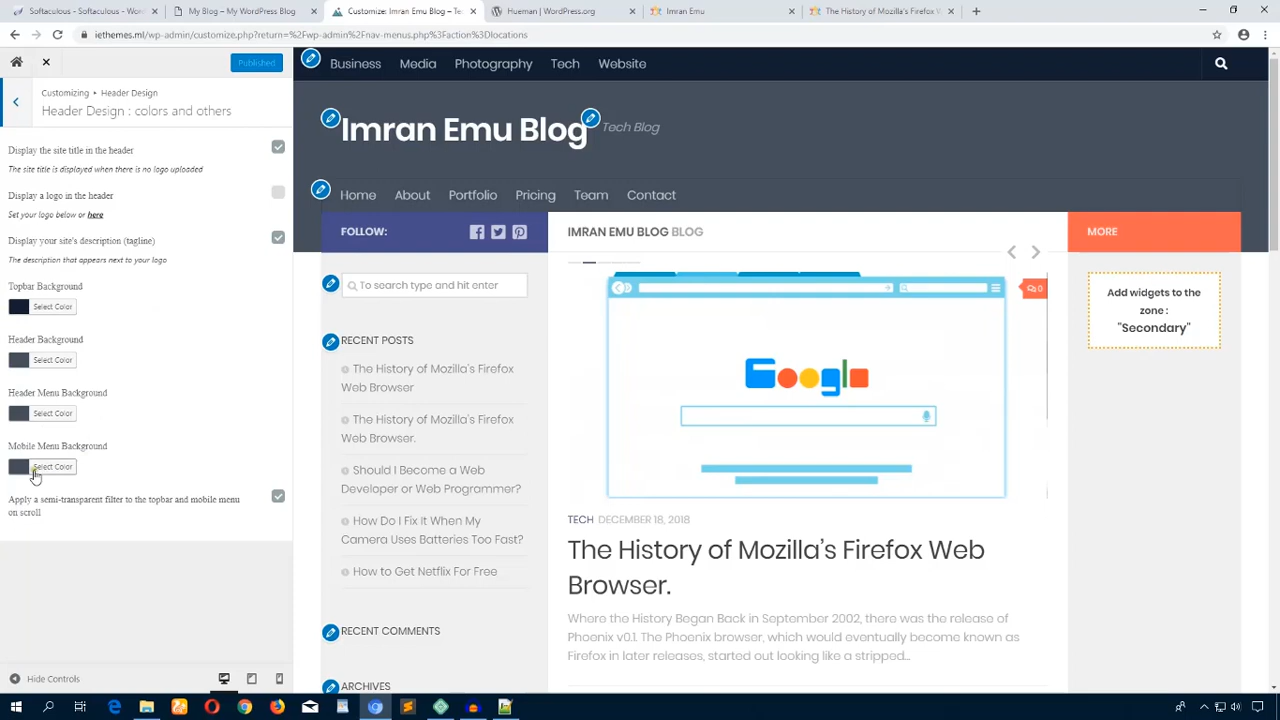 Softaculous - Softaculous - W
My Blog - Softaculous - WordPre
Customize: Emu Blog – Tech Blo
Human | WordPress.org
Imran Emu
The History of Mozilla's Firefox V
iethemes.ml/wp-admin/customize.php?return=%2Fwp-admin%2Fnav-menus.php%3Faction%3Dlocations
Published
Customizing ▸ Header Design
Header Design : colors and others
Display the site title in the header
The site title is displayed when there is no logo uploaded
Display a logo in the header
Set your logo below or here
Display your site's description (tagline)
The description that appears next to your logo
Topbar Background
Select Color
Header Background
Select Color
Header Menu Background
Select Color
Mobile Menu Background
Select Color
Apply a semi-transparent filter to the topbar and mobile menu
on scroll
Hide Controls
Business Media Photography Tech Website
Imran Emu Blog
Tech Blog
Home About Portfolio Pricing Team Contact
FOLLOW:
To search type and hit enter
RECENT POSTS
The History of Mozilla's Firefox
Web Browser
The History of Mozilla's Firefox
Web Browser.
Should I Become a Web
Developer or Web Programmer?
How Do I Fix It When My
Camera Uses Batteries Too Fast?
How to Get Netflix For Free
RECENT COMMENTS
ARCHIVES
IMRAN EMU BLOG BLOG
0
Google
TECH DECEMBER 18, 2018
The History of Mozilla's Firefox Web
Browser.
Where the History Began Back in September 2002, there was the release of
Phoenix v0.1. The Phoenix browser, which would eventually become known as
Firefox in later releases, started out looking like a stripped...
MORE
Add widgets to the
zone :
"Secondary"